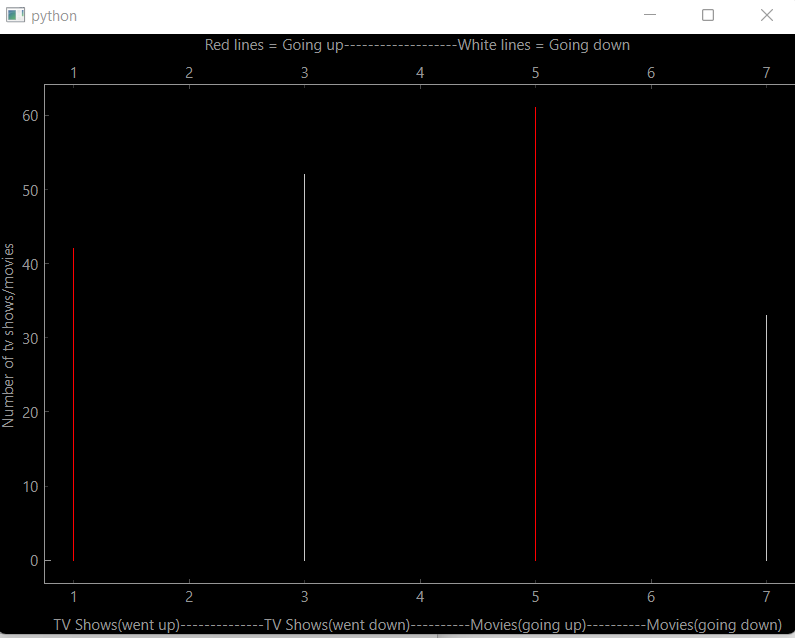 python
Red lines = Going up-------------------White lines = Going down
1 2 3 4 5 6 7
60
50
40
30
20
10
0
Number of tv shows/movies
1 2 3 4 5 6 7
TV Shows(went up)--------------TV Shows(went down)----------Movies(going up)----------Movies(going down)